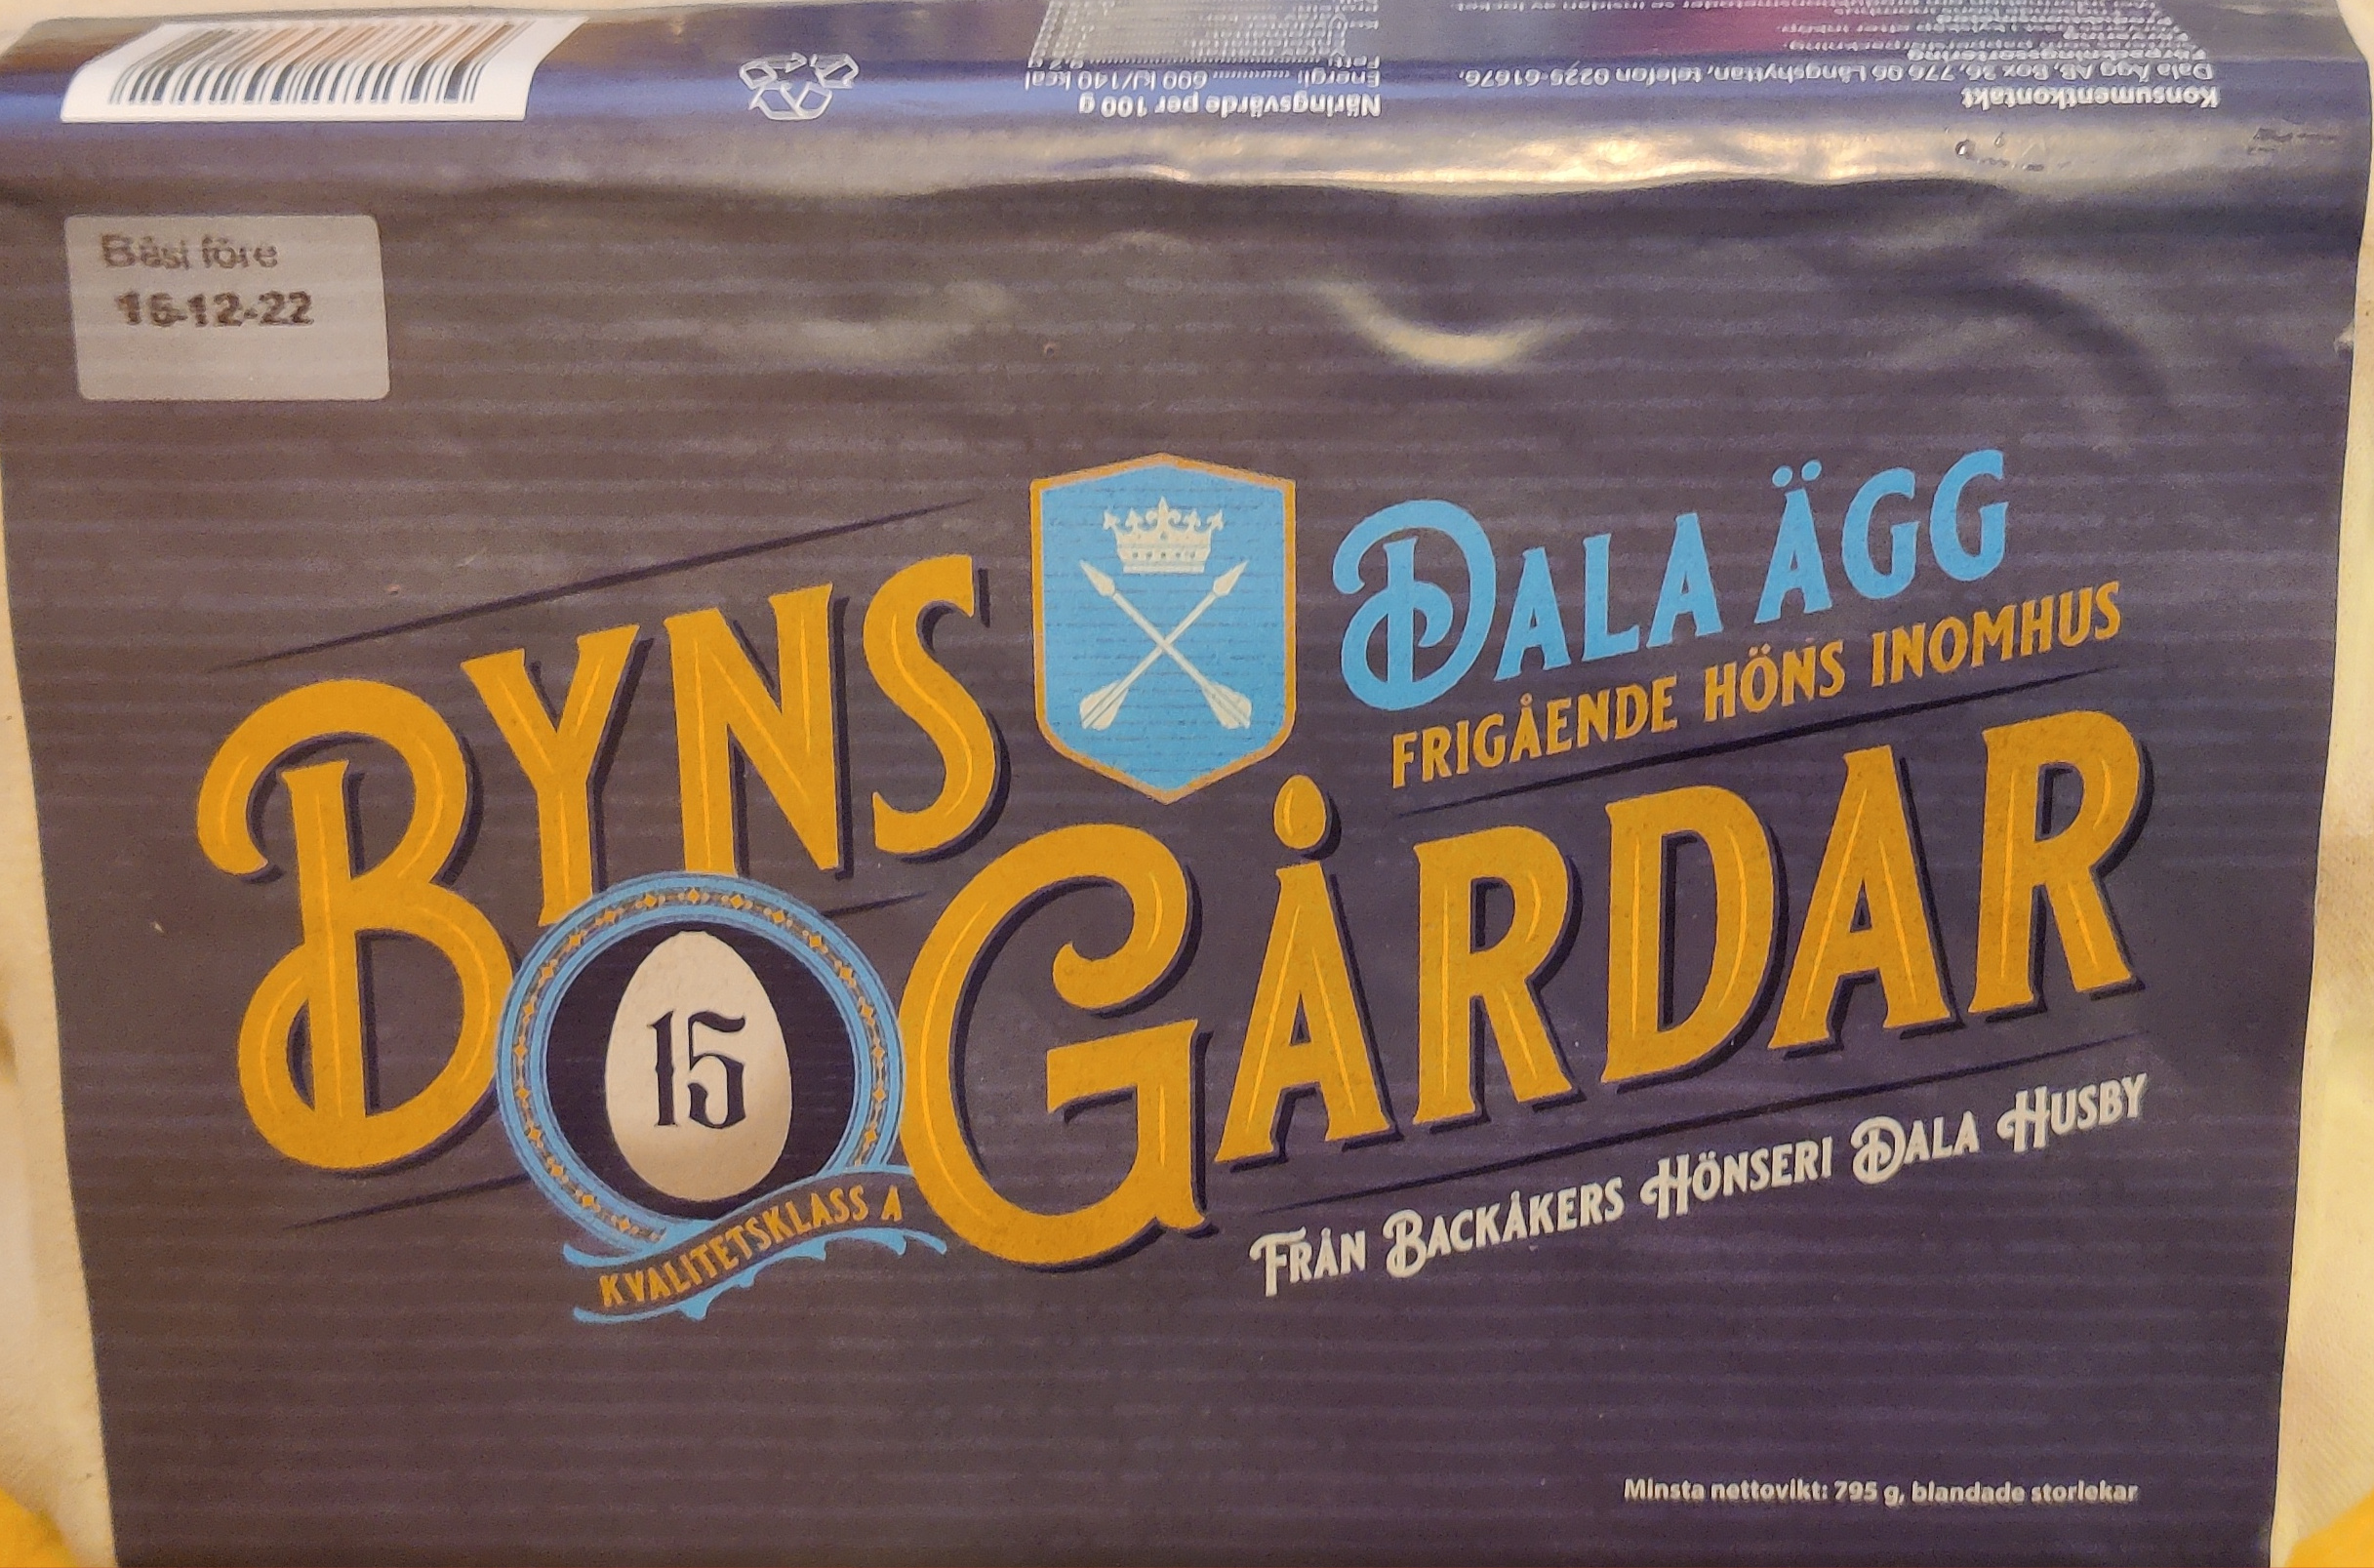 Konsumentkontakt
Dala Ägg AB, Box 36, 776 06 Långshyttan, telefon 0225-61676.
Näringsvärde per 100 g
Energi 600 kJ/140 kcal
Bäst före
16-12-22
BYNS
DALA ÄGG
FRIGÅENDE HÖNS INOMHUS
GÅRDAR
15
KVALITETSKLASS A
FRÅN BACKÅKERS HÖNSERI DALA HUSBY
Minsta nettovikt: 795 g, blandade storlekar